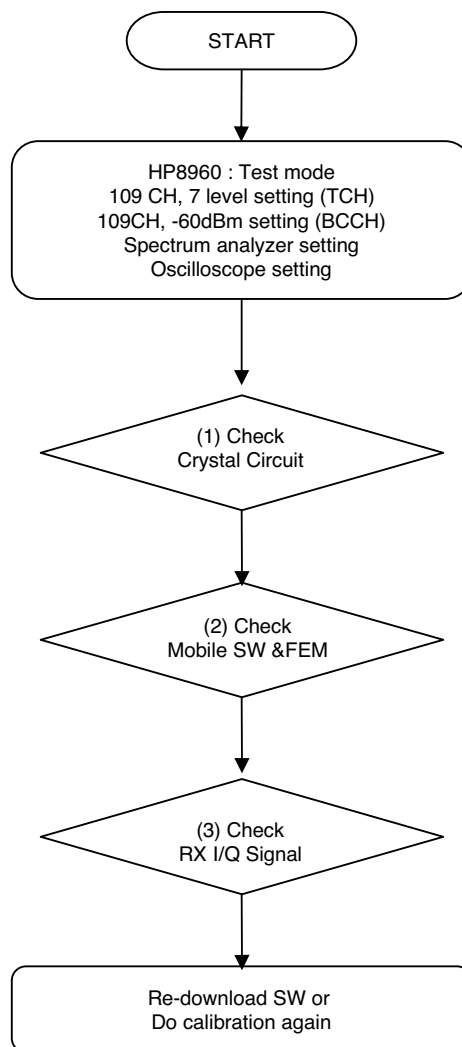 START
HP8960 : Test mode
109 CH, 7 level setting (TCH)
109CH, -60dBm setting (BCCH)
Spectrum analyzer setting
Oscilloscope setting
(1) Check
Crystal Circuit
(2) Check
Mobile SW &FEM
(3) Check
RX I/Q Signal
Re-download SW or
Do calibration again